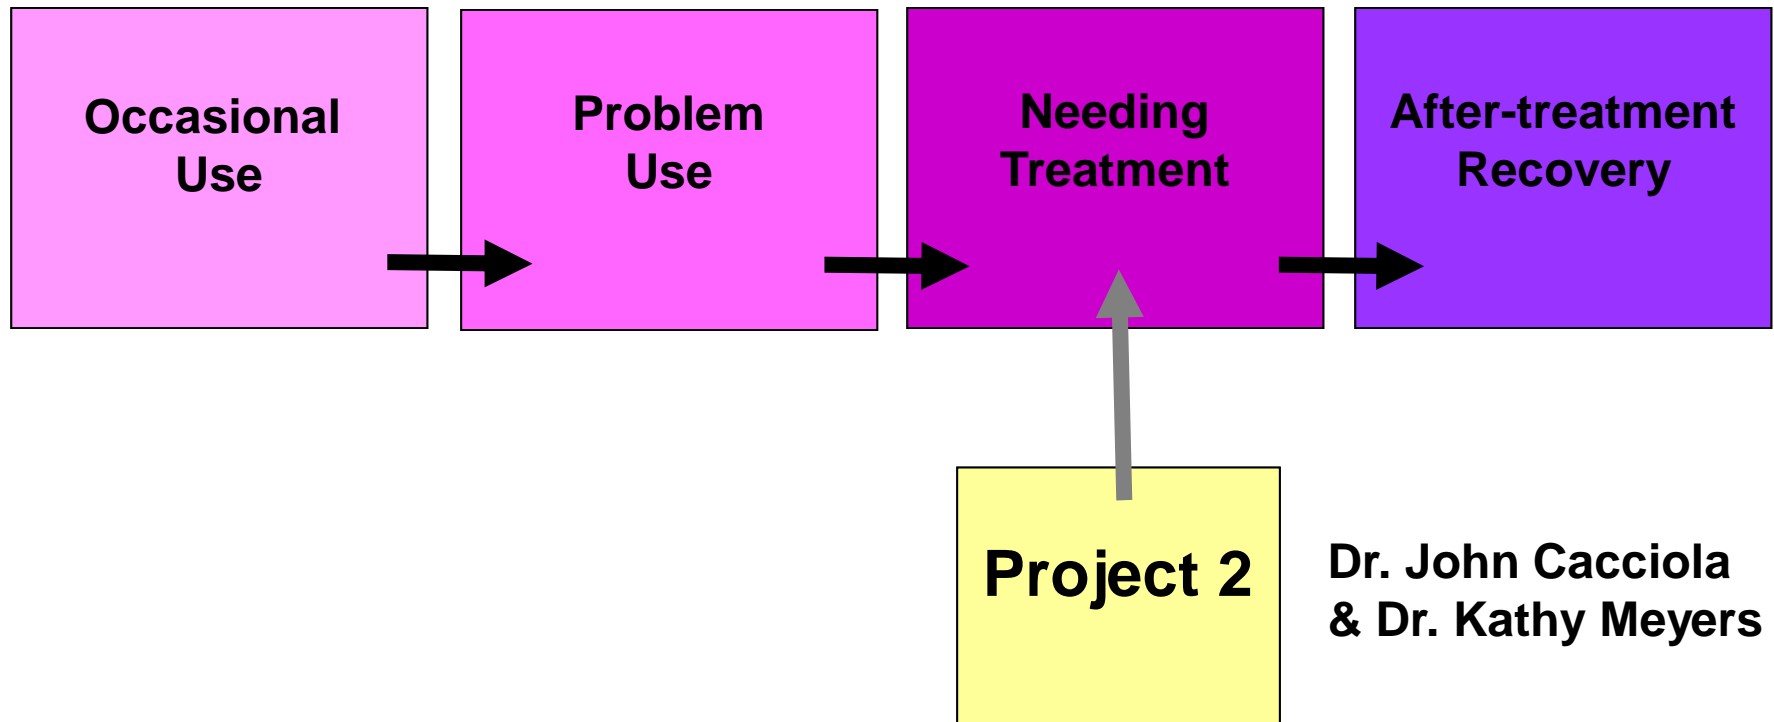 Occasional
Use
Problem
Use
Needing
Treatment
After-treatment
Recovery
Project 2
Dr. John Cacciola
& Dr. Kathy Meyers